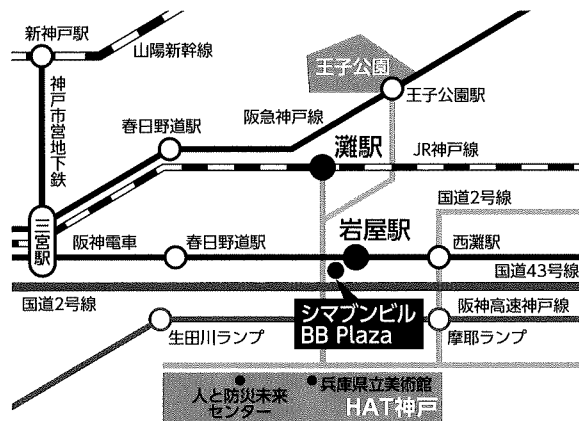 新神戸駅
山陽新幹線
神戸市営地下鉄
王子公園
王子公園駅
阪急神戸線
春日野道駅
灘駅
JR神戸線
国道2号線
三宮駅
岩屋駅
阪神電車
春日野道駅
西灘駅
国道43号線
国道2号線
シマブンビル
BB Plaza
阪神高速神戸線
生田川ランプ
摩耶ランプ
人と防災未来
センター
兵庫県立美術館
HAT神戸